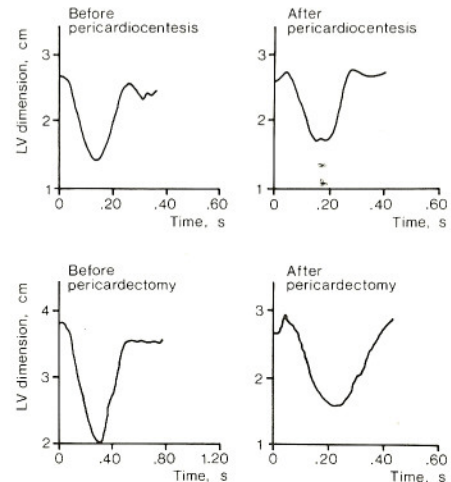 Before
pericardiocentesis
LV dimension, cm
3
2
1
0 .20 .40 .60
Time, s
After
pericardiocentesis
3
2
1
0 .20 .40 .60
Time, s
Before
pericardectomy
LV dimension, cm
4
3
2
0 .40 .80 1.20
Time, s
After
pericardectomy
3
2
1
0 .20 .40 .60
Time, s